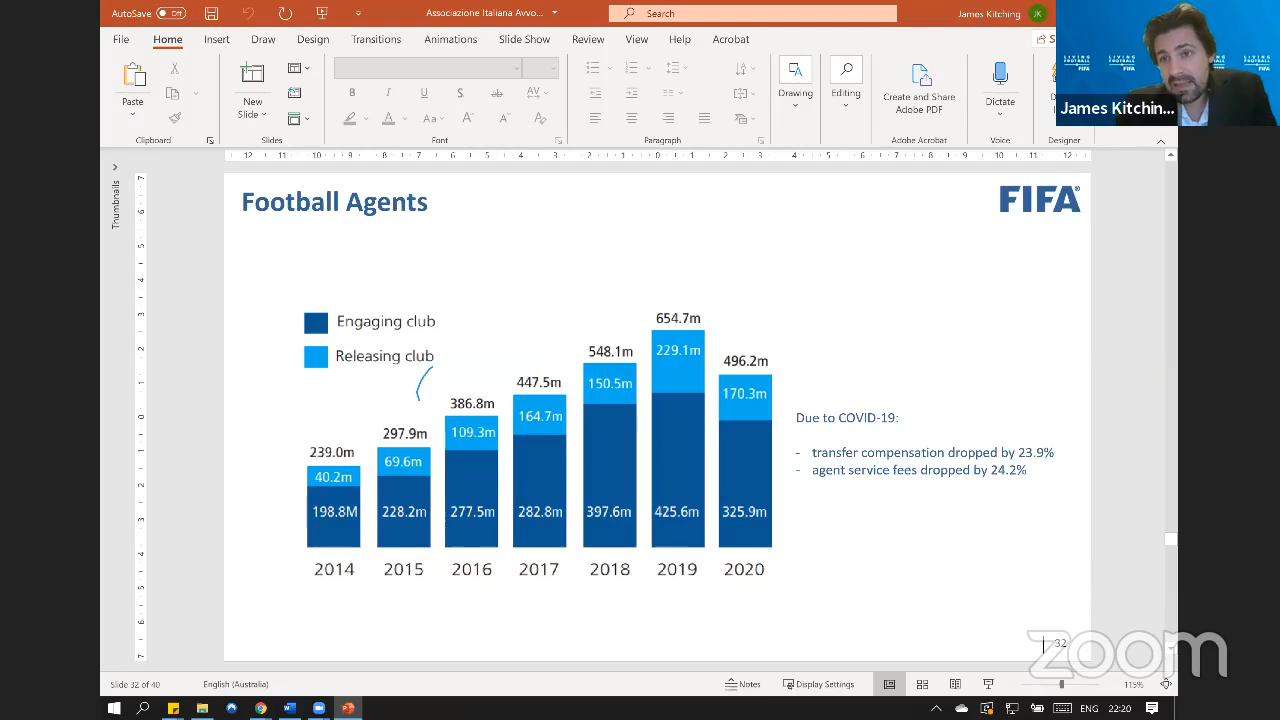 AutoSave Off Associazione Italiana Avvo... Search James Kitching JK
File Home Insert Draw Design Transitions Animations Slide Show Review View Help Acrobat
Paste New Slide Drawing Editing Create and Share Adobe PDF Dictate
Clipboard Slides Font Paragraph Adobe Acrobat Voice Designer
LIVING FOOTBALL FIFA
James Kitchin...
Thumbnails
Football Agents
FIFA
Engaging club
Releasing club
239.0m 297.9m 386.8m 447.5m 548.1m 654.7m 496.2m
40.2m 69.6m 109.3m 164.7m 150.5m 229.1m 170.3m
198.8M 228.2m 277.5m 282.8m 397.6m 425.6m 325.9m
2014 2015 2016 2017 2018 2019 2020
Due to COVID-19:
- transfer compensation dropped by 23.9%
- agent service fees dropped by 24.2%
32
zoom
Slide 32 of 40 English (Australia) Notes Display Settings 115%
ENG 22:20